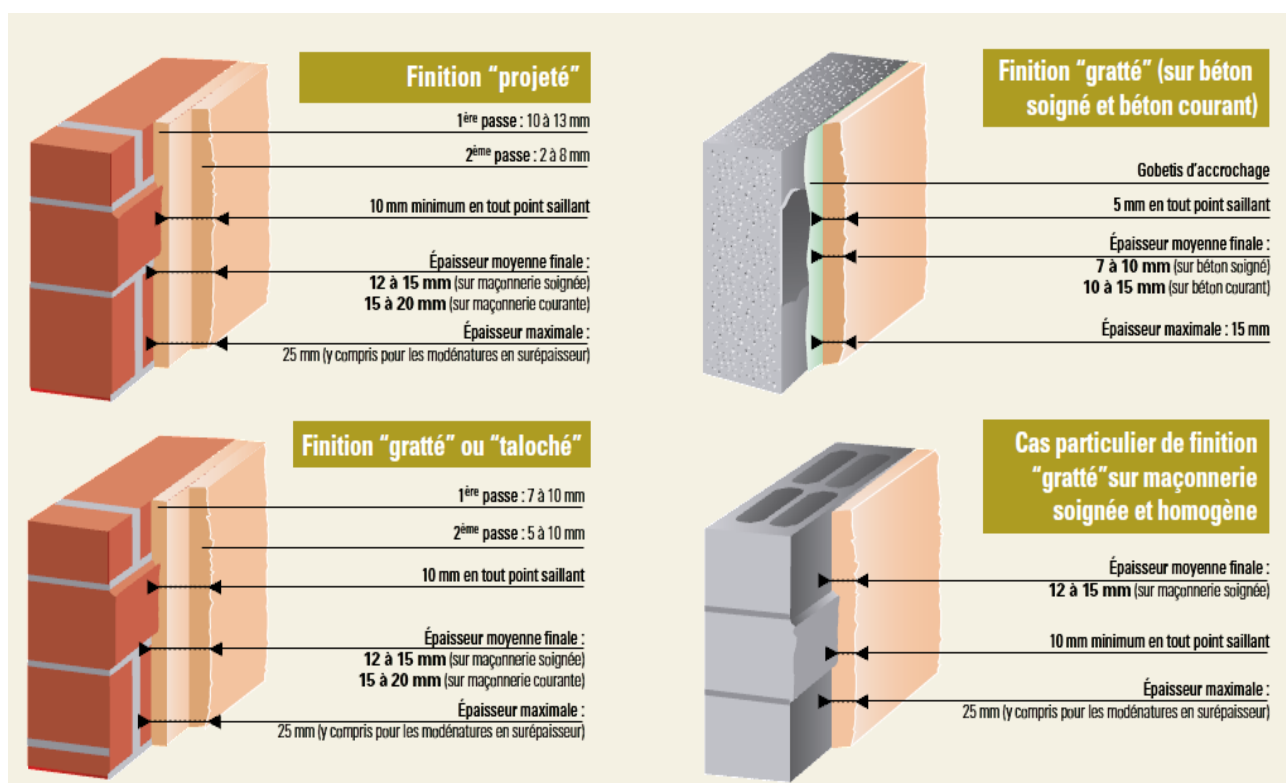 Finition “projeté”
1ère passe : 10 à 13 mm
2ème passe : 2 à 8 mm
10 mm minimum en tout point saillant
Épaisseur moyenne finale :
12 à 15 mm (sur maçonnerie soignée)
15 à 20 mm (sur maçonnerie courante)
Épaisseur maximale :
25 mm (y compris pour les modénatures en surépaisseur)
Finition “gratté” (sur béton
soigné et béton courant)
Gobetis d’accrochage
5 mm en tout point saillant
Épaisseur moyenne finale :
7 à 10 mm (sur béton soigné)
10 à 15 mm (sur béton courant)
Épaisseur maximale : 15 mm
Finition “gratté” ou “taloché”
1ère passe : 7 à 10 mm
2ème passe : 5 à 10 mm
10 mm en tout point saillant
Épaisseur moyenne finale :
12 à 15 mm (sur maçonnerie soignée)
15 à 20 mm (sur maçonnerie courante)
Épaisseur maximale :
25 mm (y compris pour les modénatures en surépaisseur)
Cas particulier de finition
“gratté”sur maçonnerie
soignée et homogène
Épaisseur moyenne finale :
12 à 15 mm (sur maçonnerie soignée)
10 mm minimum en tout point saillant
Épaisseur maximale :
25 mm (y compris pour les modénatures en surépaisseur)